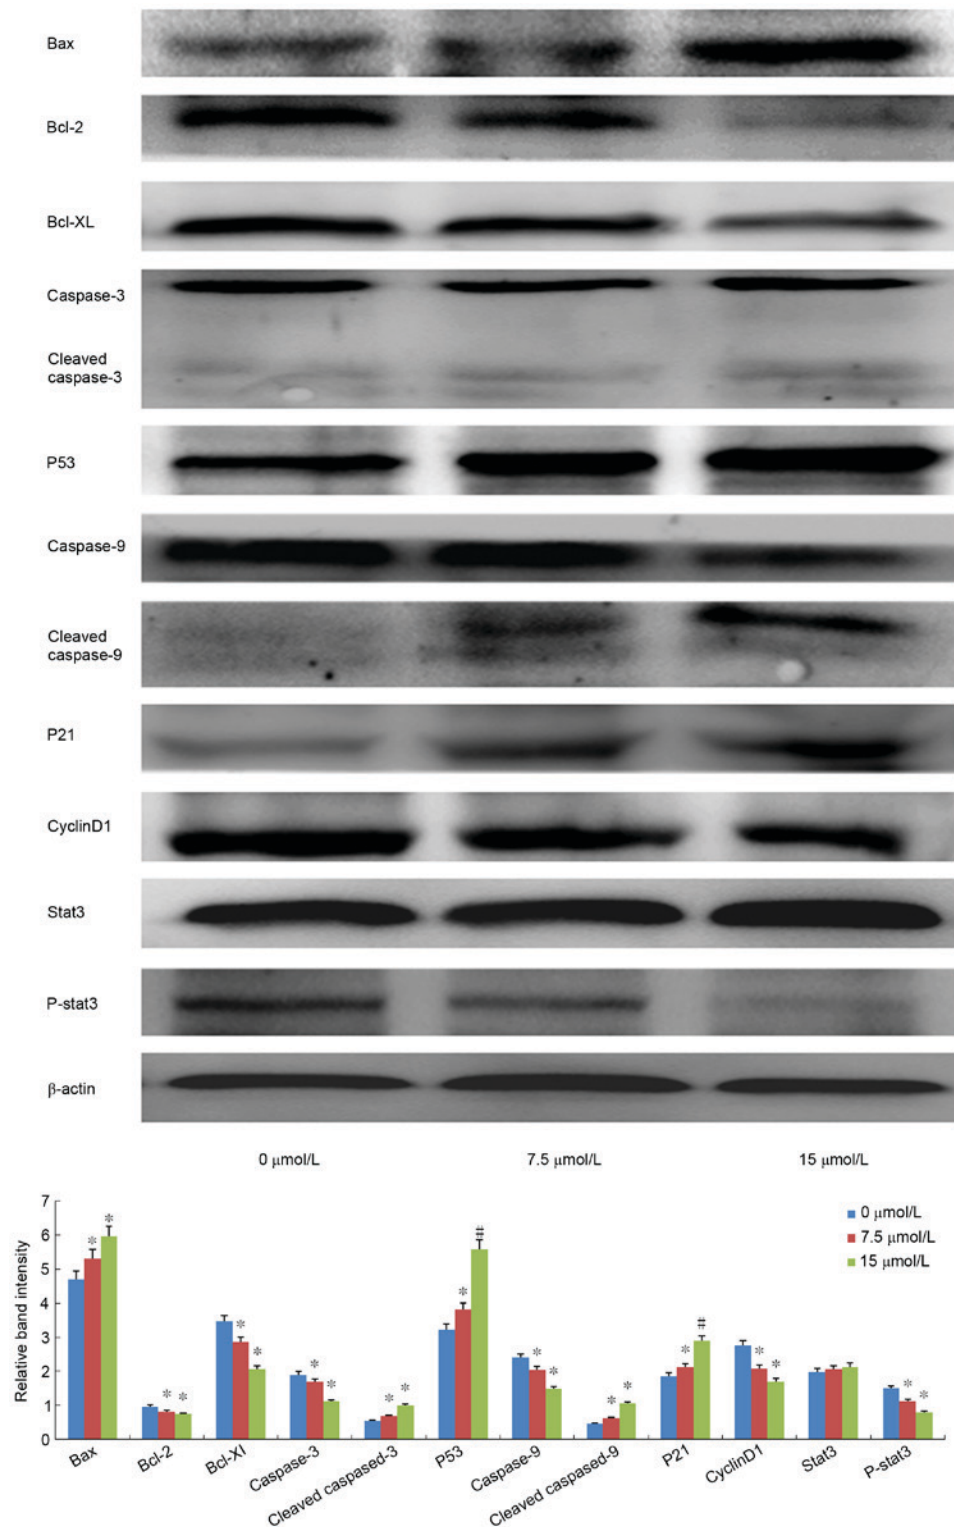 Bax
Bcl-2
Bcl-XL
Caspase-3
Cleaved
caspase-3
P53
Caspase-9
Cleaved
caspase-9
P21
CyclinD1
Stat3
P-stat3
β-actin
0 μmol/L 7.5 μmol/L 15 μmol/L
Relative band intensity
7
6
5
4
3
2
1
0
* * * * * * * * * * * # * * * * * # * * * *
0 μmol/L
7.5 μmol/L
15 μmol/L
Bax
Bcl-2
Bcl-Xl
Caspase-3
Cleaved caspased-3
P53
Caspase-9
Cleaved caspased-9
P21
CyclinD1
Stat3
P-stat3